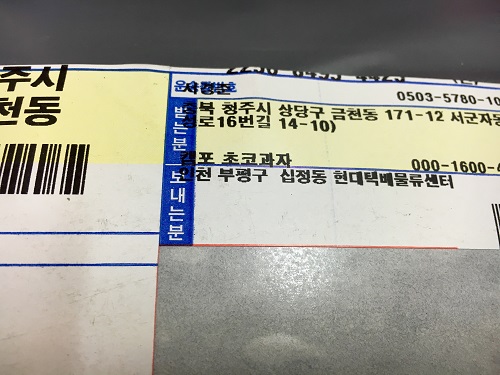 주시
천동
0503-5780-10
받는분
충북 청주시 상당구 금천동 171-12 서군자동
로16번길 14-10)
캄포 초코과자
000-1600-4
보내는분
인천 부평구 십정동 현대택배물류센터